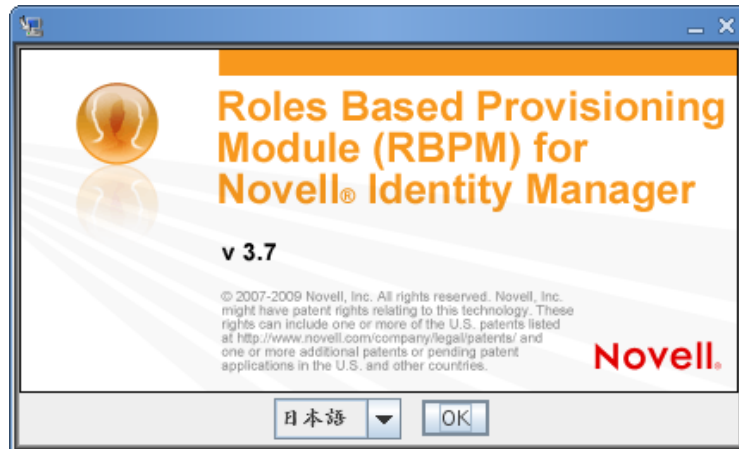 Roles Based Provisioning
Module (RBPM) for
Novell® Identity Manager
v 3.7
© 2007-2009 Novell, Inc. All rights reserved. Novell, Inc.
might have patent rights relating to this technology. These
rights can include one or more of the U.S. patents listed
at http://www.novell.com/company/legal/patents/ and
one or more additional patents or pending patent
applications in the U.S. and other countries.
Novell®
日本語
OK